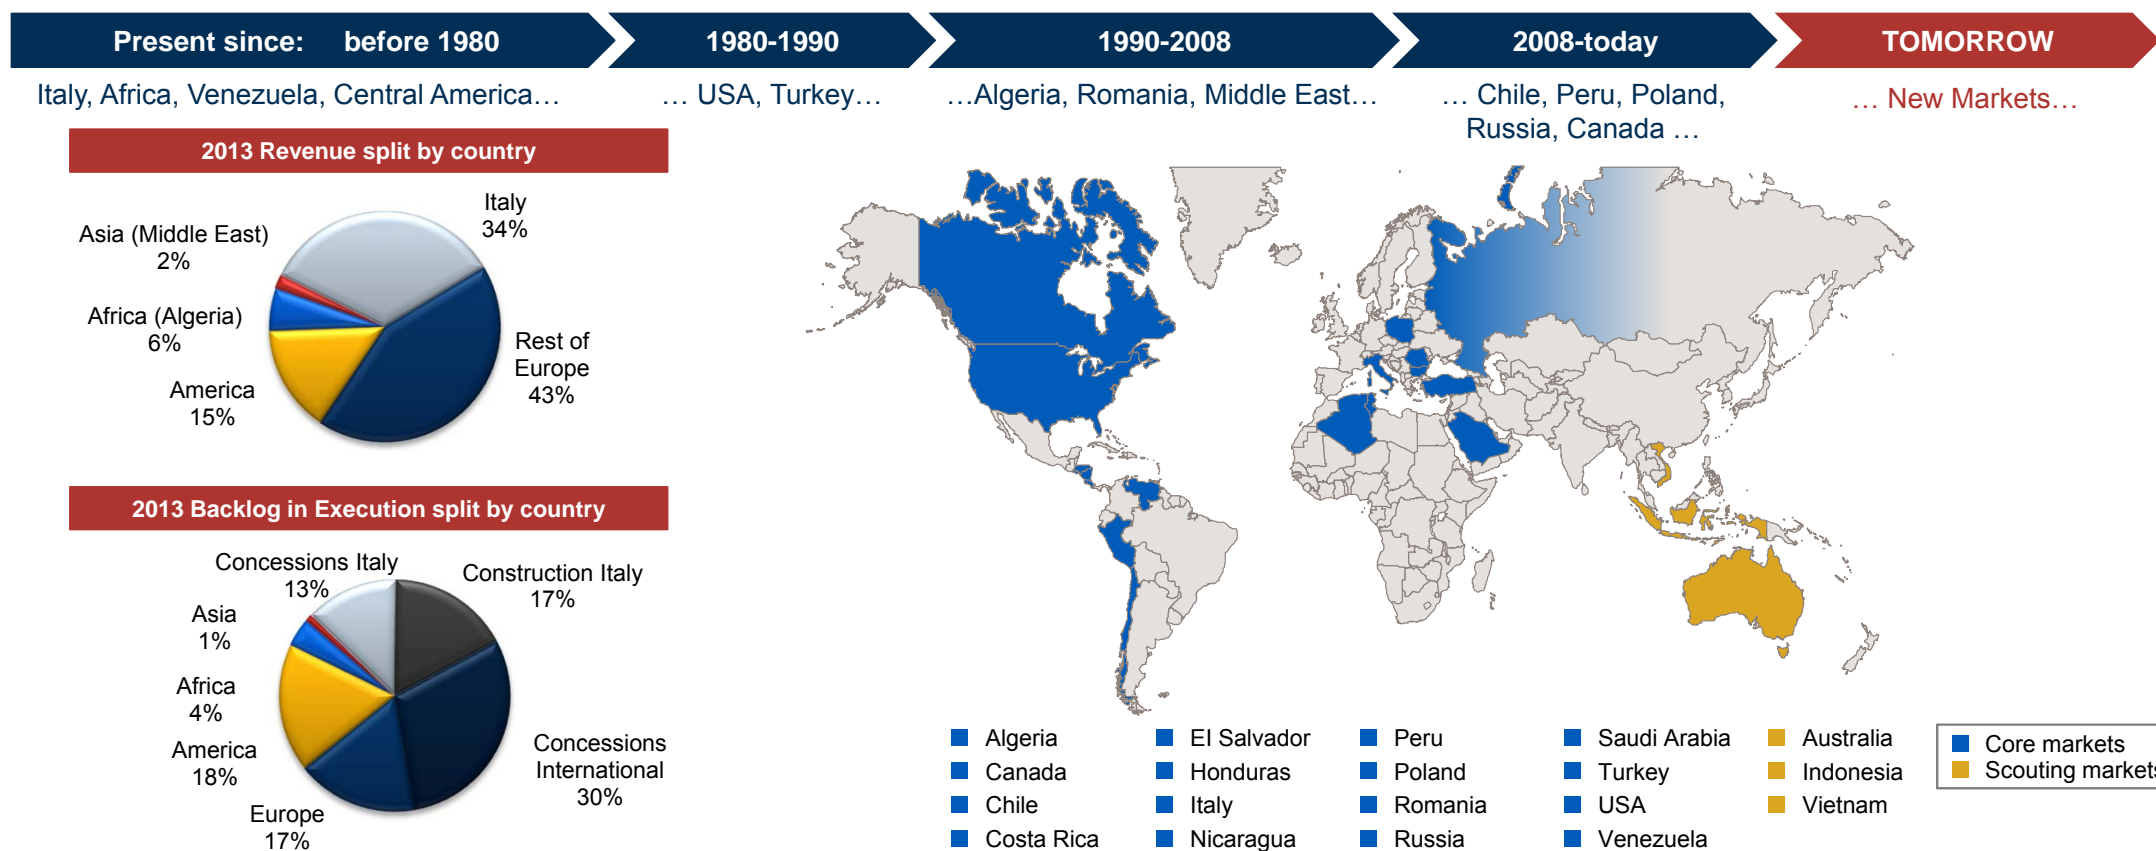 Present since: before 1980
1980-1990
1990-2008
2008-today
TOMORROW
Italy, Africa, Venezuela, Central America…
… USA, Turkey…
…Algeria, Romania, Middle East…
… Chile, Peru, Poland,
Russia, Canada …
… New Markets…
2013 Revenue split by country
Italy
34%
Asia (Middle East)
2%
Africa (Algeria)
6%
America
15%
Rest of
Europe
43%
2013 Backlog in Execution split by country
Concessions Italy
13%
Construction Italy
17%
Asia
1%
Africa
4%
America
18%
Europe
17%
Concessions
International
30%
Algeria
Canada
Chile
Costa Rica
El Salvador
Honduras
Italy
Nicaragua
Peru
Poland
Romania
Russia
Saudi Arabia
Turkey
USA
Venezuela
Australia
Indonesia
Vietnam
Core markets
Scouting markets